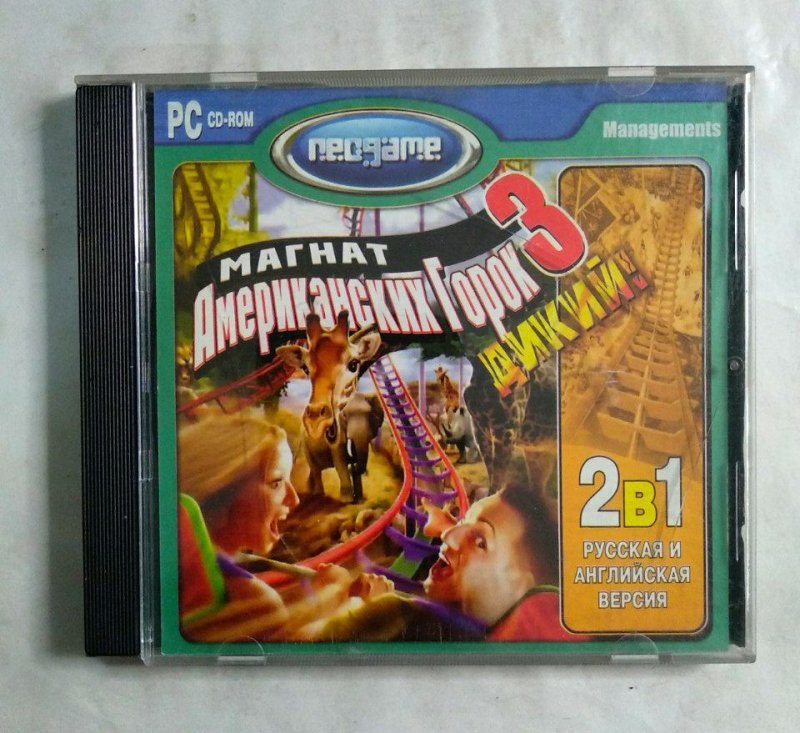 PC CD-ROM
neogame
Managements
МАГНАТ
Американских Горок 3
ДИКИЙ!
2в1
РУССКАЯ И
АНГЛИЙСКАЯ
ВЕРСИЯ